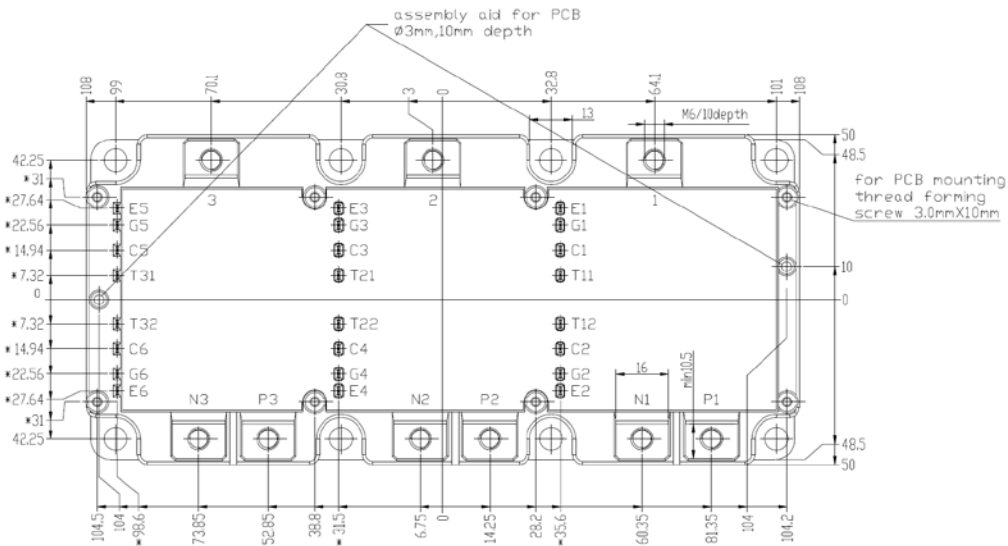 assembly aid for PCB
Ø3mm,10mm depth
108
99
70.1
30.8
3
0
32.8
64.1
101
108
13
M6/10depth
50
48.5
42.25
*31
*27.64
*22.56
*14.94
*7.32
0
*7.32
*14.94
*22.56
*27.64
*31
42.25
for PCB mounting
thread forming
screw 3.0mmX10mm
3
2
1
E5
G5
C5
T31
T32
C6
G6
E6
E3
G3
C3
T21
T22
C4
G4
E4
E1
G1
C1
T11
T12
C2
G2
E2
10
0
16
min10.5
N3
P3
N2
P2
N1
P1
48.5
50
104.5
104
*98.6
73.85
52.85
38.8
*31.5
6.75
0
14.25
28.2
*35.6
60.35
81.35
104
104.2